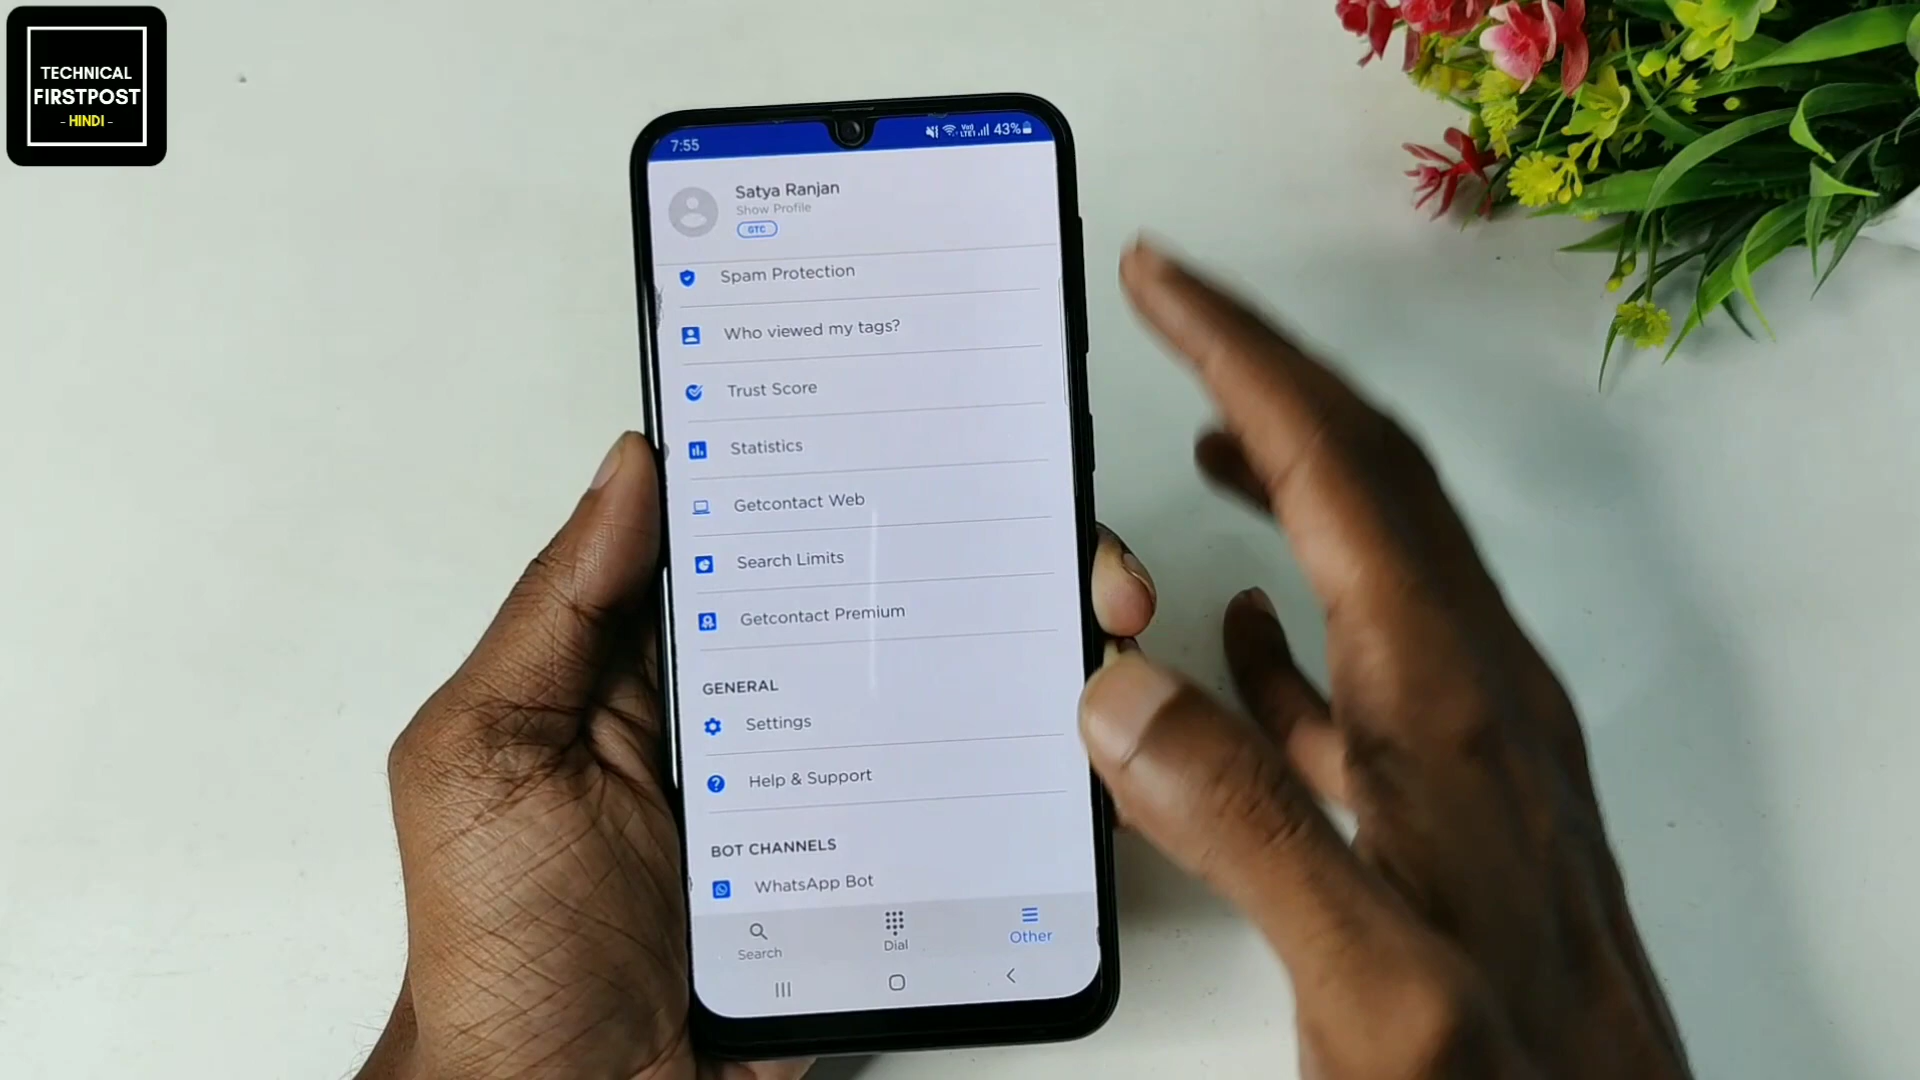 TECHNICAL
FIRSTPOST
- HINDI -
7:55
43%
Satya Ranjan
Show Profile
GTC
Spam Protection
Who viewed my tags?
Trust Score
Statistics
Getcontact Web
Search Limits
Getcontact Premium
GENERAL
Settings
Help & Support
BOT CHANNELS
WhatsApp Bot
Search
Dial
Other